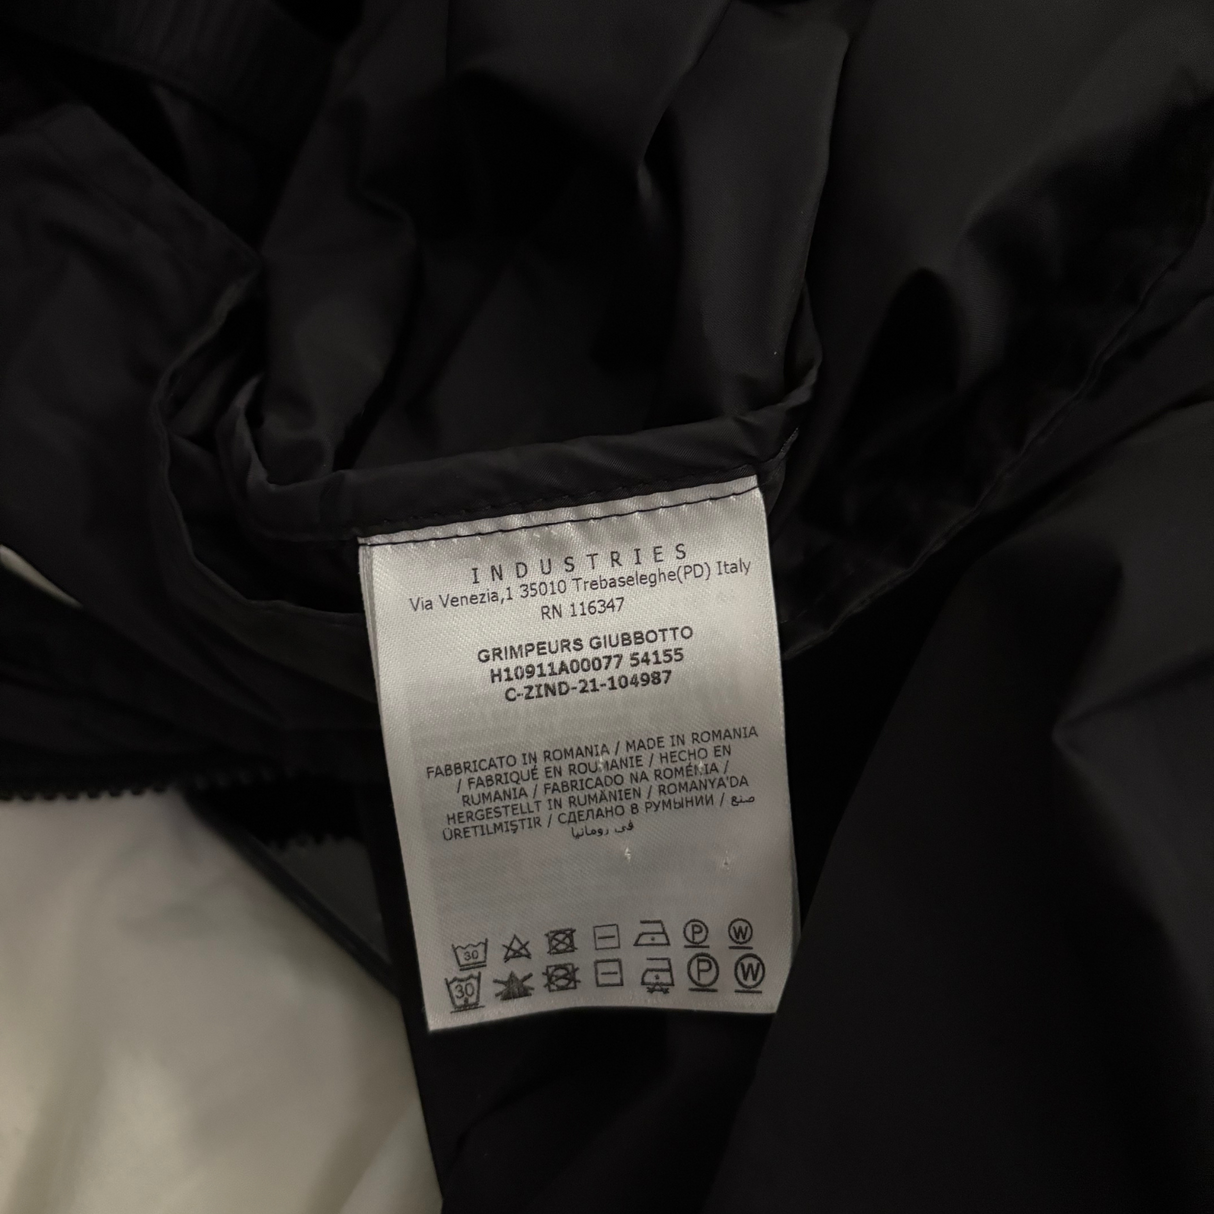 INDUSTRIES
Via Venezia,1 35010 Trebaseleghe(PD) Italy
RN 116347
GRIMPEURS GIUBBOTTO
H10911A00077 54155
C-ZIND-21-104987
FABBRICATO IN ROMANIA / MADE IN ROMANIA
/ FABRIQUÉ EN ROUMANIE / HECHO EN
RUMANIA / FABRICADO NA ROMÉNIA /
HERGESTELLT IN RUMÄNIEN / ROMANYA'DA
ÜRETILMIŞTIR / СДЕЛАНО В РУМЫНИИ / صنع
في رومانيا
30 P W
30 P W